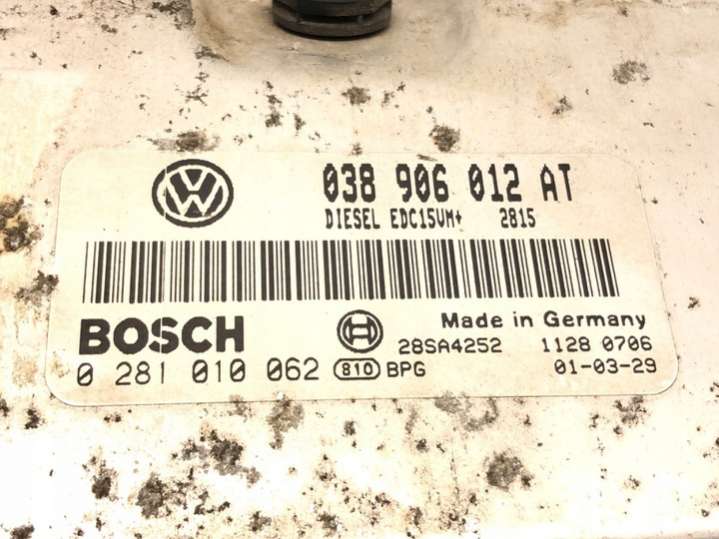 038 906 012 AT
DIESEL EDC15VM+ 2815
BOSCH
Made in Germany
28SA4252 1128 0706
0 281 010 062 810 BPG 01-03-29